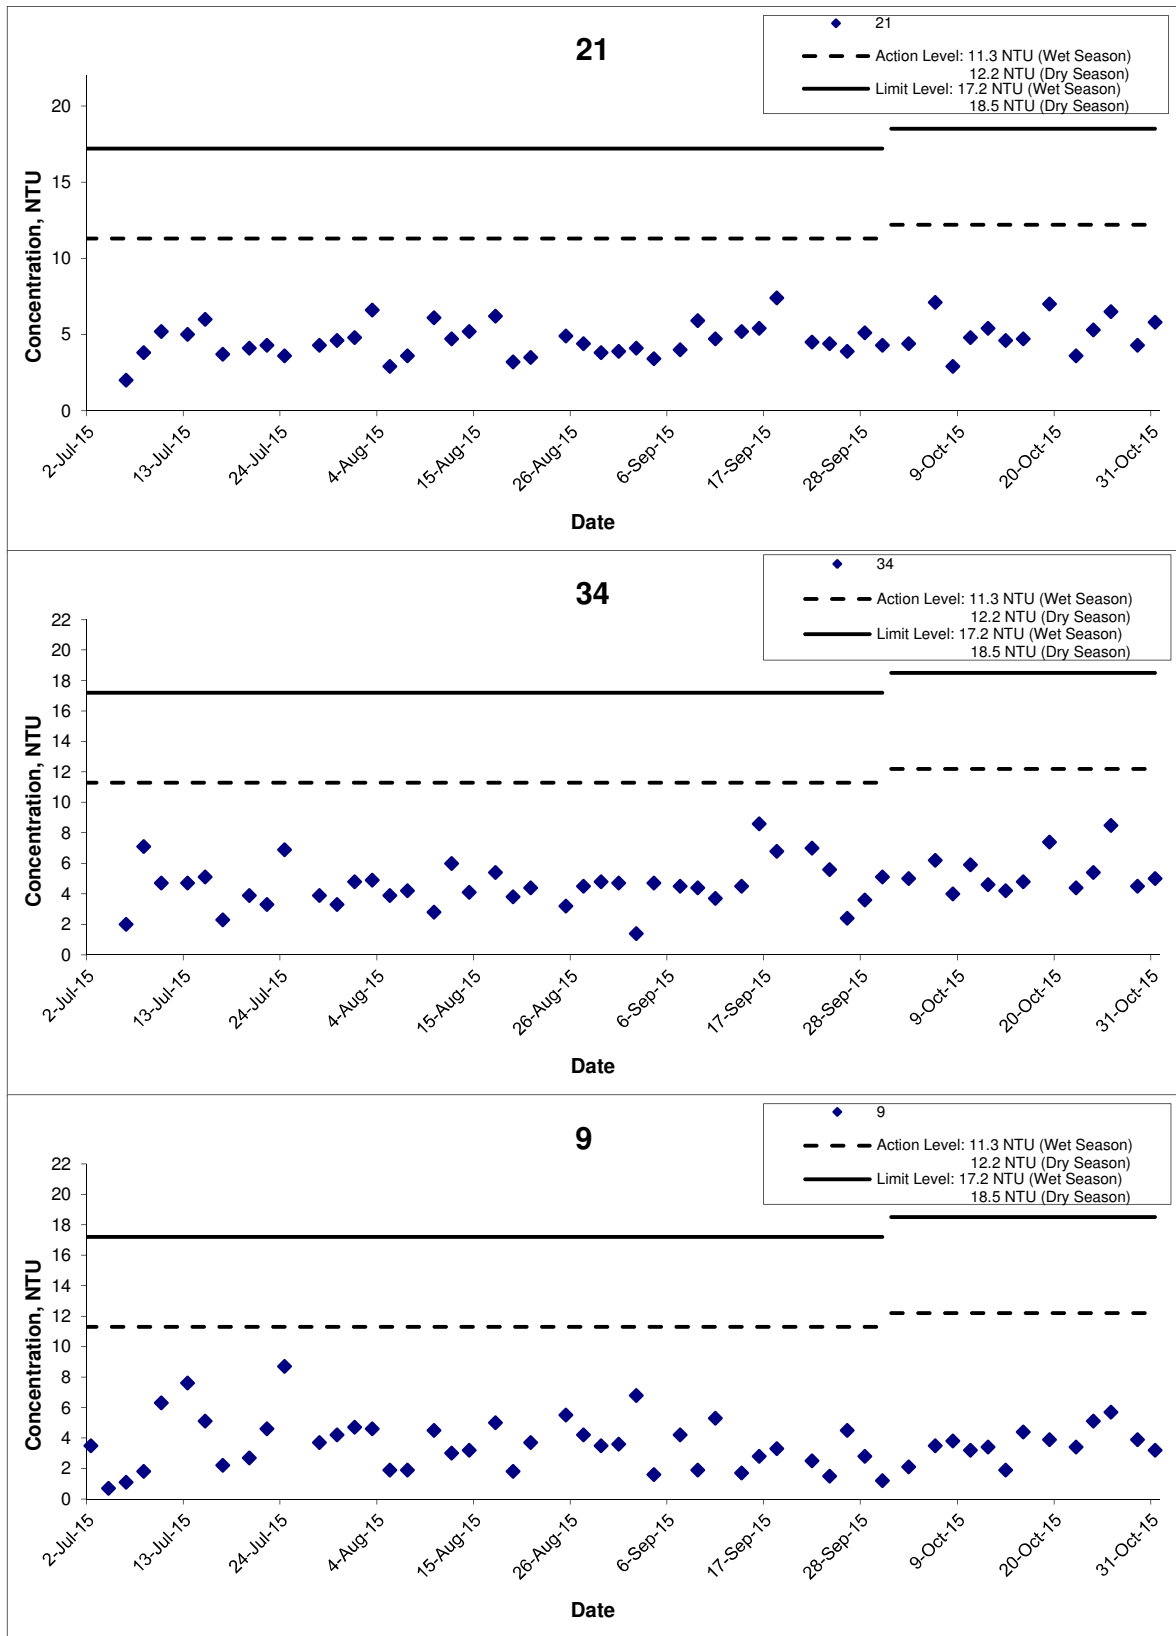 21
21
Action Level: 11.3 NTU (Wet Season)
12.2 NTU (Dry Season)
Limit Level: 17.2 NTU (Wet Season)
18.5 NTU (Dry Season)
Concentration, NTU
20
15
10
5
0
2-Jul-15
13-Jul-15
24-Jul-15
4-Aug-15
15-Aug-15
26-Aug-15
6-Sep-15
17-Sep-15
28-Sep-15
9-Oct-15
20-Oct-15
31-Oct-15
Date
34
34
Action Level: 11.3 NTU (Wet Season)
12.2 NTU (Dry Season)
Limit Level: 17.2 NTU (Wet Season)
18.5 NTU (Dry Season)
Concentration, NTU
22
20
18
16
14
12
10
8
6
4
2
0
2-Jul-15
13-Jul-15
24-Jul-15
4-Aug-15
15-Aug-15
26-Aug-15
6-Sep-15
17-Sep-15
28-Sep-15
9-Oct-15
20-Oct-15
31-Oct-15
Date
9
9
Action Level: 11.3 NTU (Wet Season)
12.2 NTU (Dry Season)
Limit Level: 17.2 NTU (Wet Season)
18.5 NTU (Dry Season)
Concentration, NTU
22
20
18
16
14
12
10
8
6
4
2
0
2-Jul-15
13-Jul-15
24-Jul-15
4-Aug-15
15-Aug-15
26-Aug-15
6-Sep-15
17-Sep-15
28-Sep-15
9-Oct-15
20-Oct-15
31-Oct-15
Date